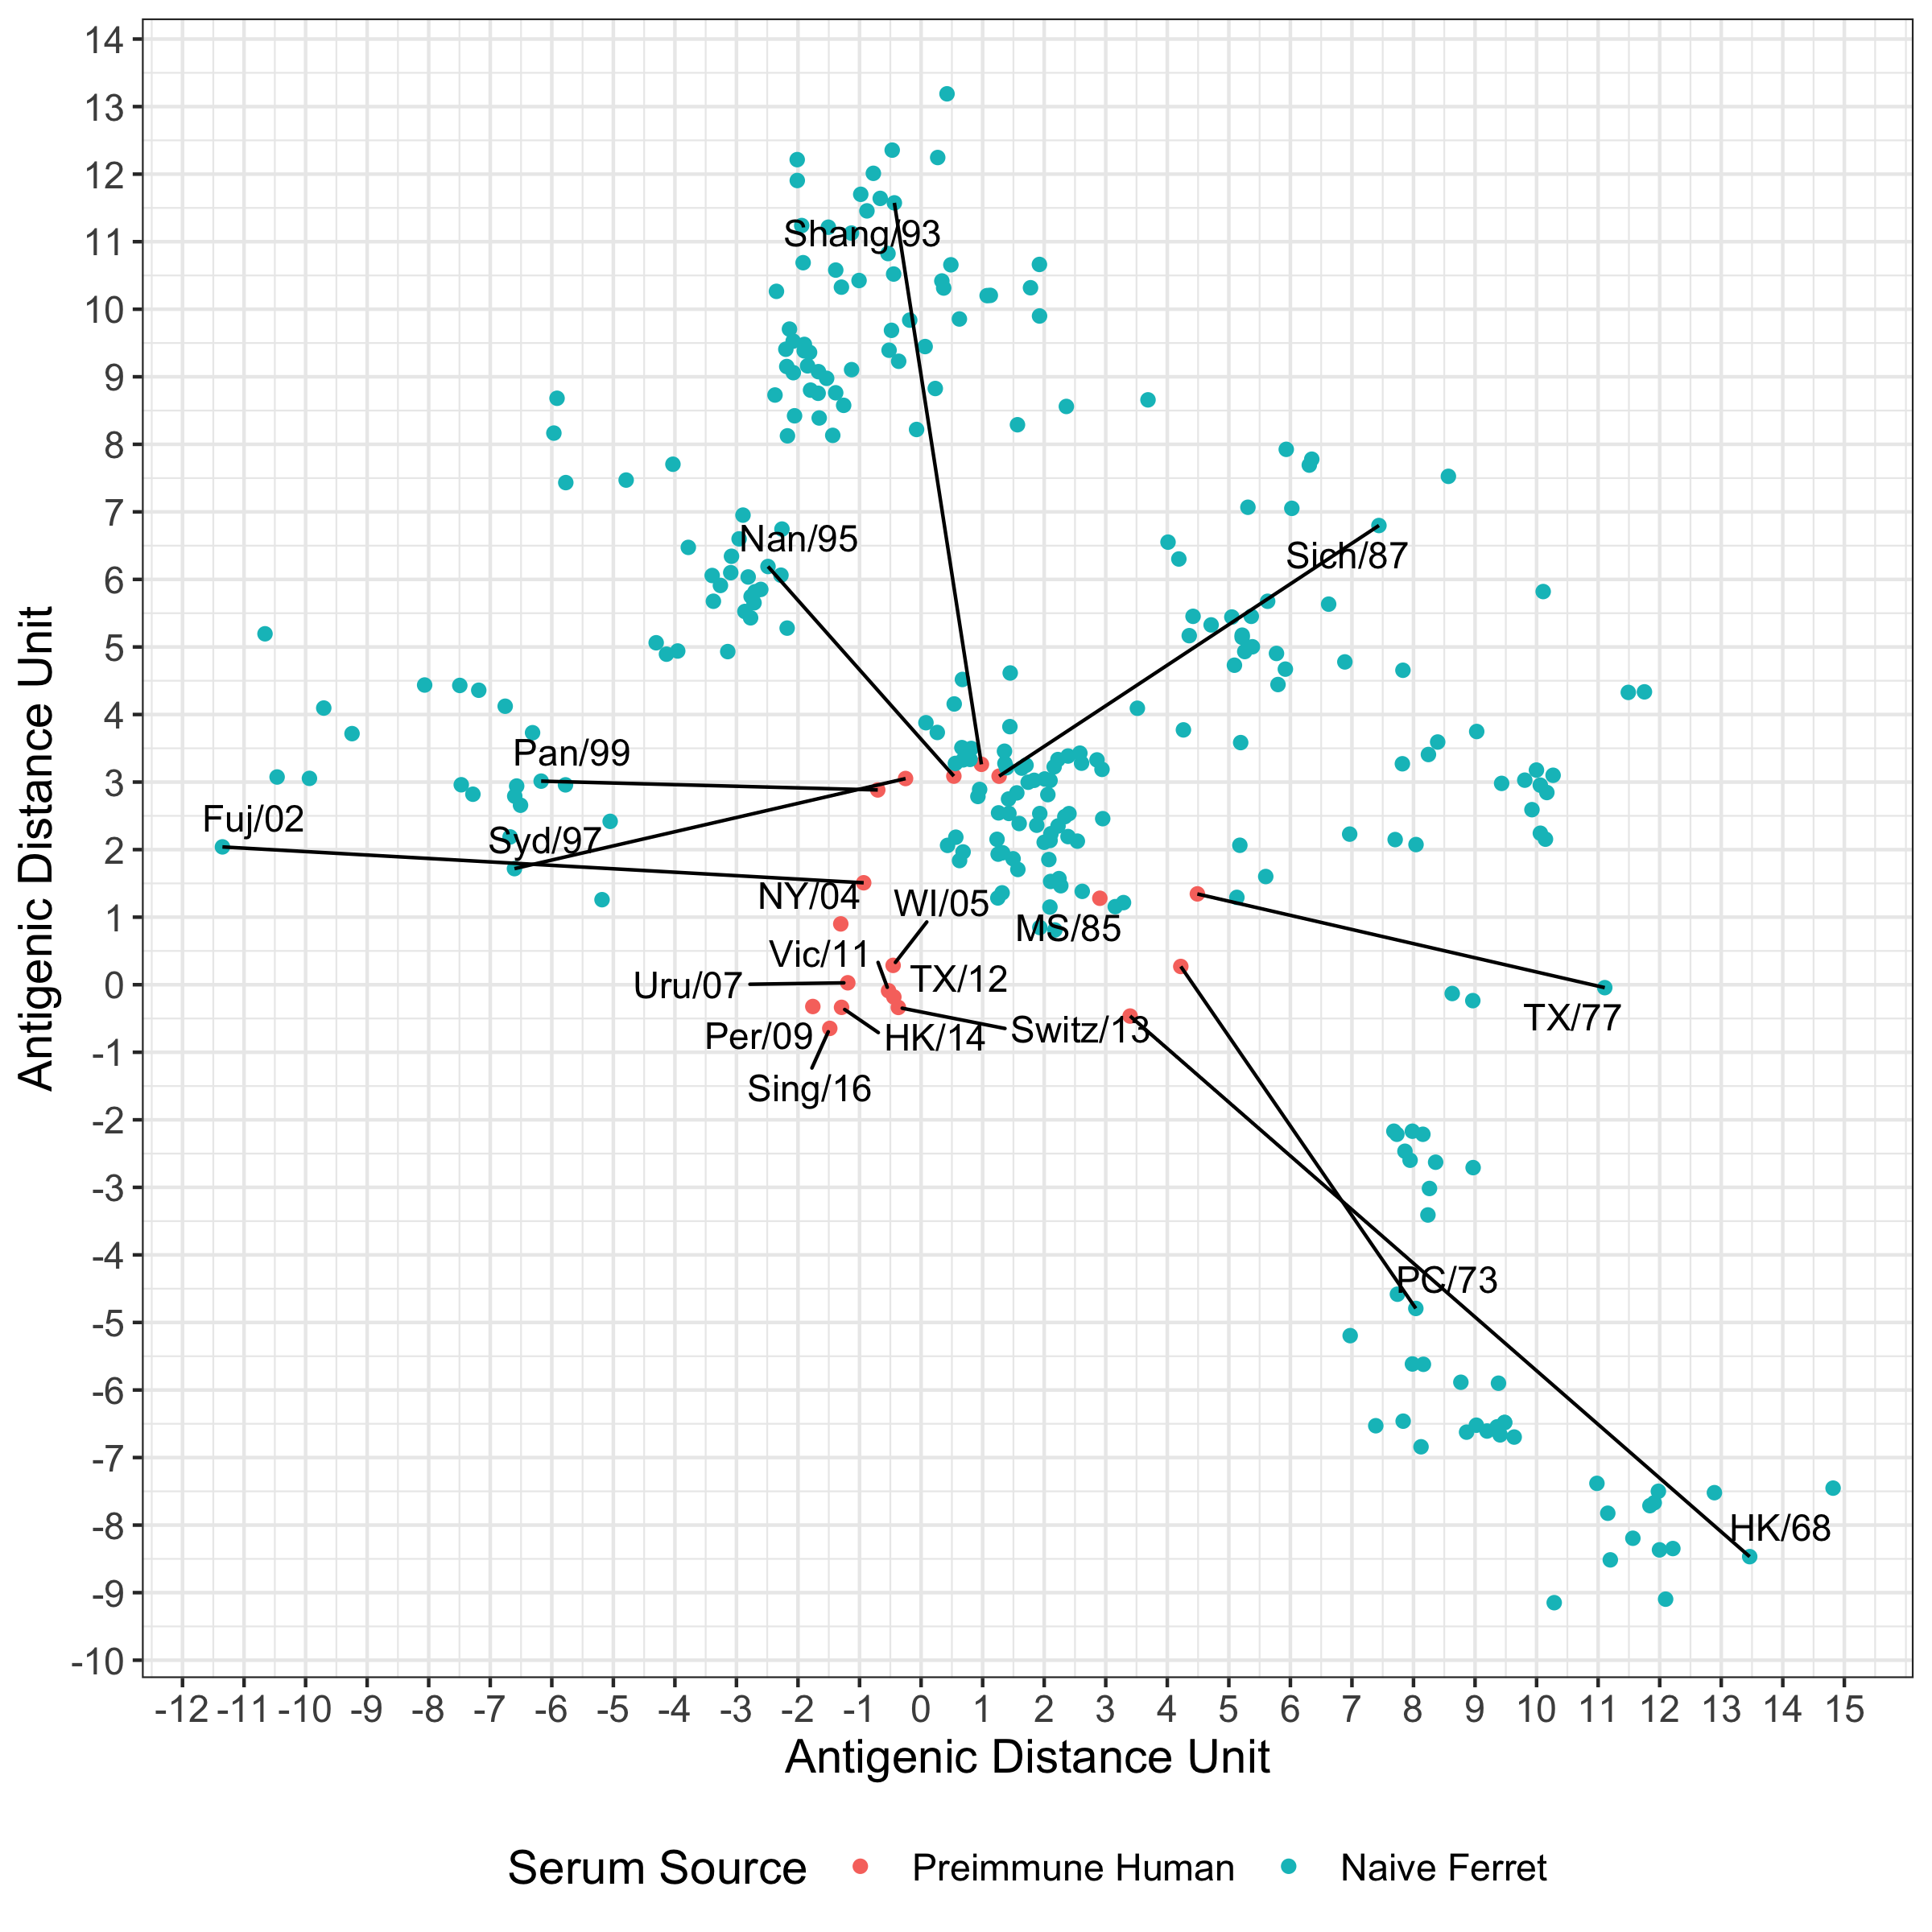 Antigenic Distance Unit
14
13
12
11
10
9
8
7
6
5
4
3
2
1
0
-1
-2
-3
-4
-5
-6
-7
-8
-9
-10
Shang/93
Nan/95
Sich/87
Pan/99
Fuj/02
Syd/97
NY/04
WI/05
MS/85
Vic/11
TX/12
Uru/07
TX/77
Per/09
HK/14
Switz/13
Sing/16
PC/73
HK/68
-12 -11 -10 -9 -8 -7 -6 -5 -4 -3 -2 -1 0 1 2 3 4 5 6 7 8 9 10 11 12 13 14 15
Antigenic Distance Unit
Serum Source Preimmune Human Naive Ferret